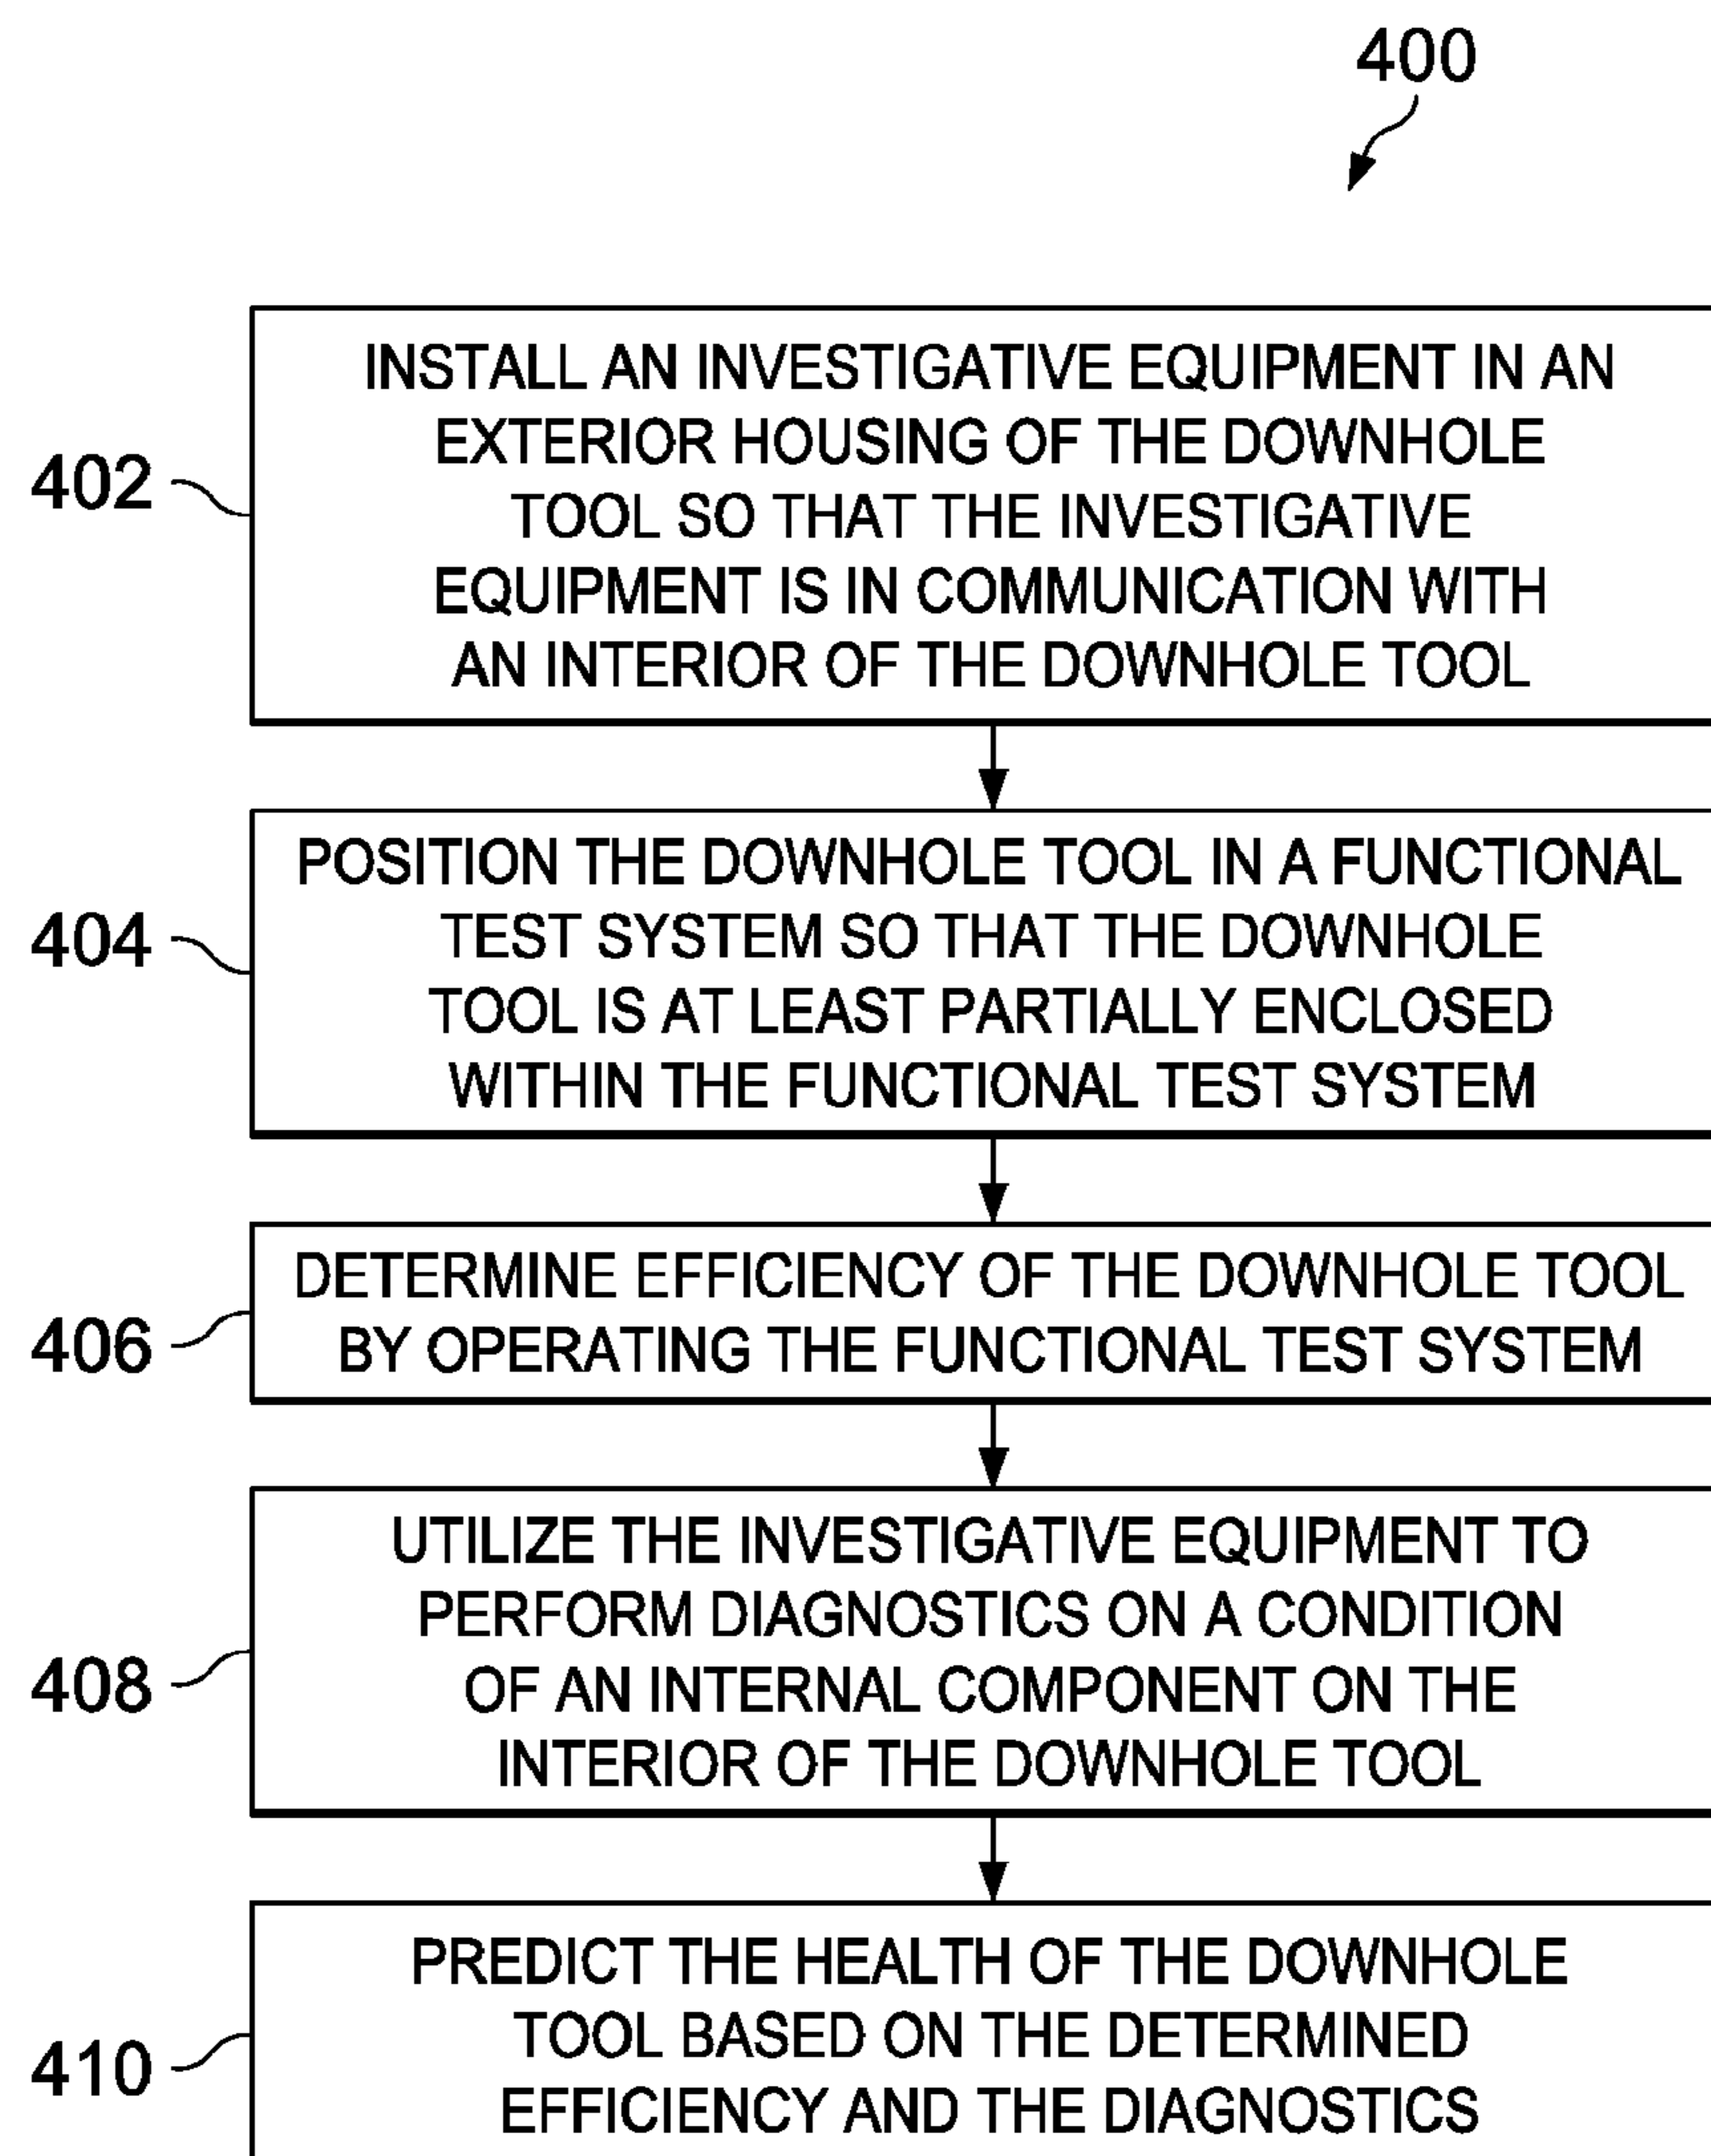 400
402
INSTALL AN INVESTIGATIVE EQUIPMENT IN AN
EXTERIOR HOUSING OF THE DOWNHOLE
TOOL SO THAT THE INVESTIGATIVE
EQUIPMENT IS IN COMMUNICATION WITH
AN INTERIOR OF THE DOWNHOLE TOOL
404
POSITION THE DOWNHOLE TOOL IN A FUNCTIONAL
TEST SYSTEM SO THAT THE DOWNHOLE
TOOL IS AT LEAST PARTIALLY ENCLOSED
WITHIN THE FUNCTIONAL TEST SYSTEM
406
DETERMINE EFFICIENCY OF THE DOWNHOLE TOOL
BY OPERATING THE FUNCTIONAL TEST SYSTEM
408
UTILIZE THE INVESTIGATIVE EQUIPMENT TO
PERFORM DIAGNOSTICS ON A CONDITION
OF AN INTERNAL COMPONENT ON THE
INTERIOR OF THE DOWNHOLE TOOL
410
PREDICT THE HEALTH OF THE DOWNHOLE
TOOL BASED ON THE DETERMINED
EFFICIENCY AND THE DIAGNOSTICS